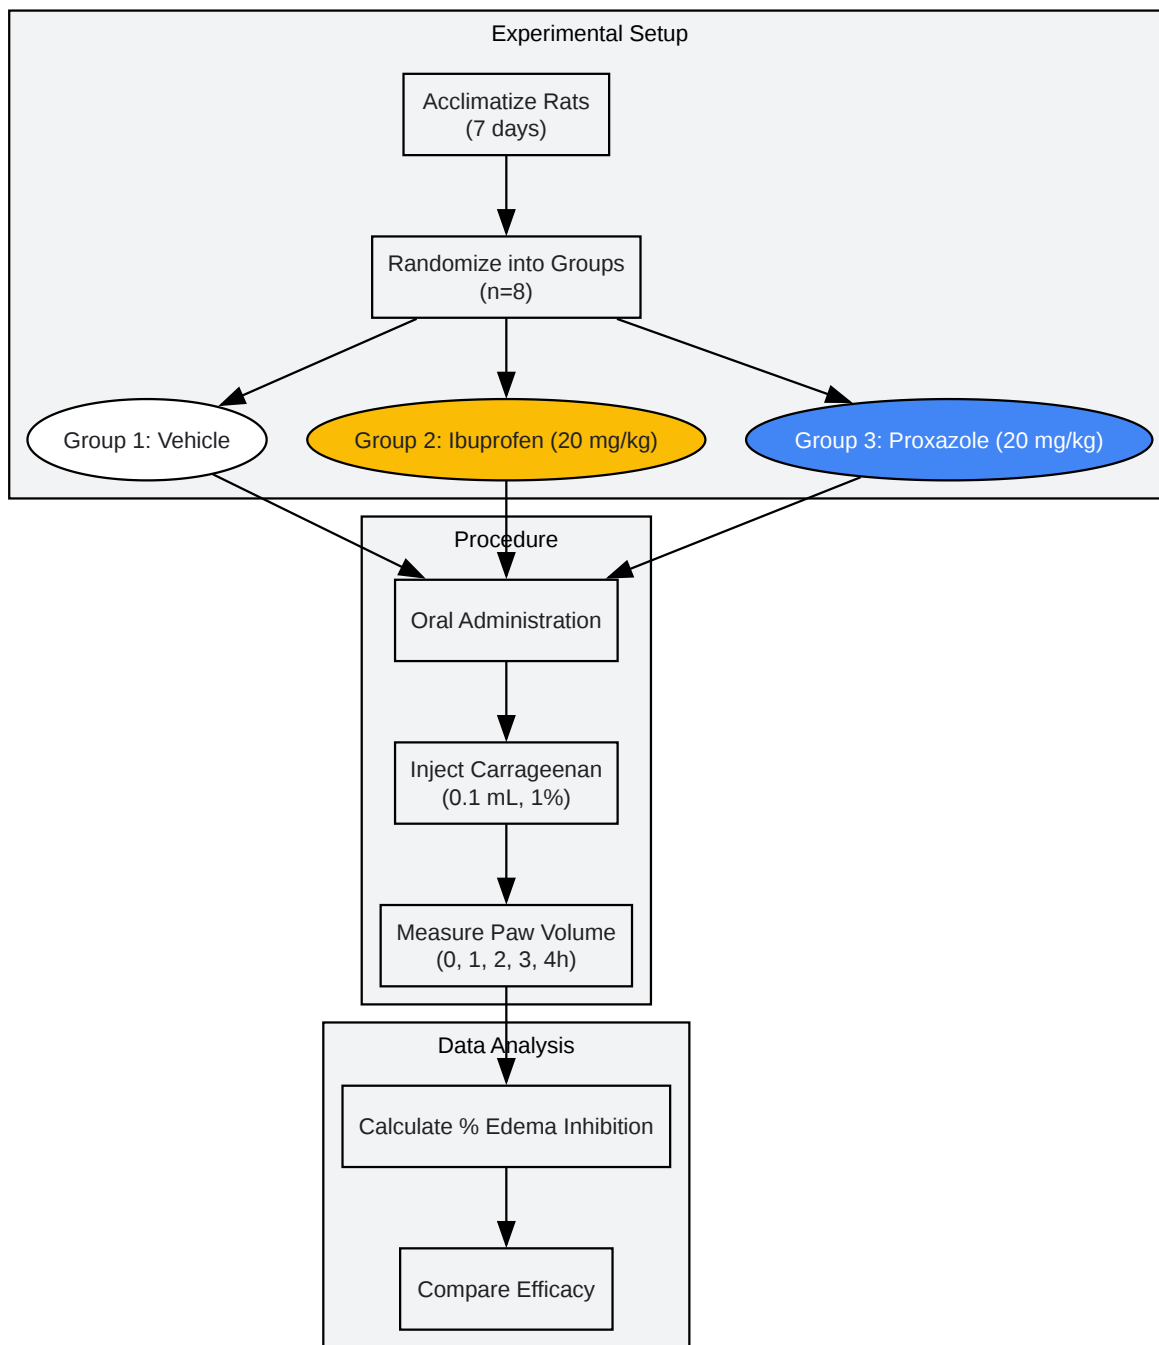 Experimental Setup
Acclimatize Rats
(7 days)
Randomize into Groups
(n=8)
Group 1: Vehicle
Group 2: Ibuprofen (20 mg/kg)
Group 3: Proxazole (20 mg/kg)
Procedure
Oral Administration
Inject Carrageenan
(0.1 mL, 1%)
Measure Paw Volume
(0, 1, 2, 3, 4h)
Data Analysis
Calculate % Edema Inhibition
Compare Efficacy